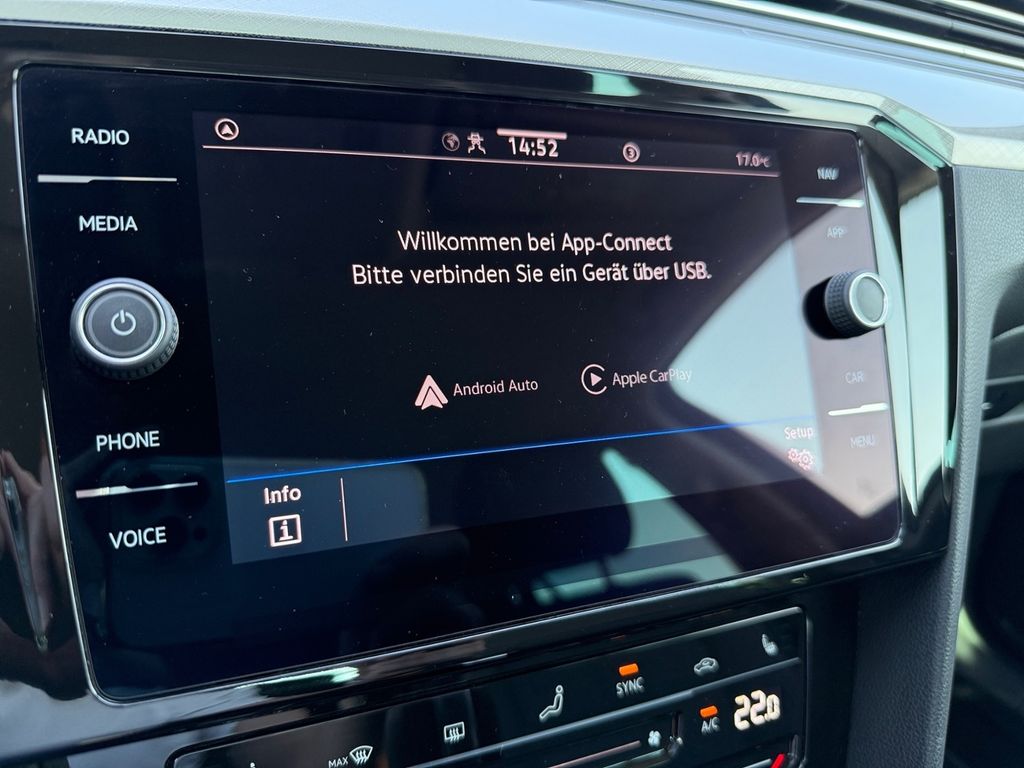 RADIO
MEDIA
PHONE
VOICE
14:52
3
17.0°C
Willkommen bei App-Connect
Bitte verbinden Sie ein Gerät über USB.
Android Auto
Apple CarPlay
Info
i
Setup
NAV
APP
CAR
MENU
SYNC
MAX
A/C
22.0